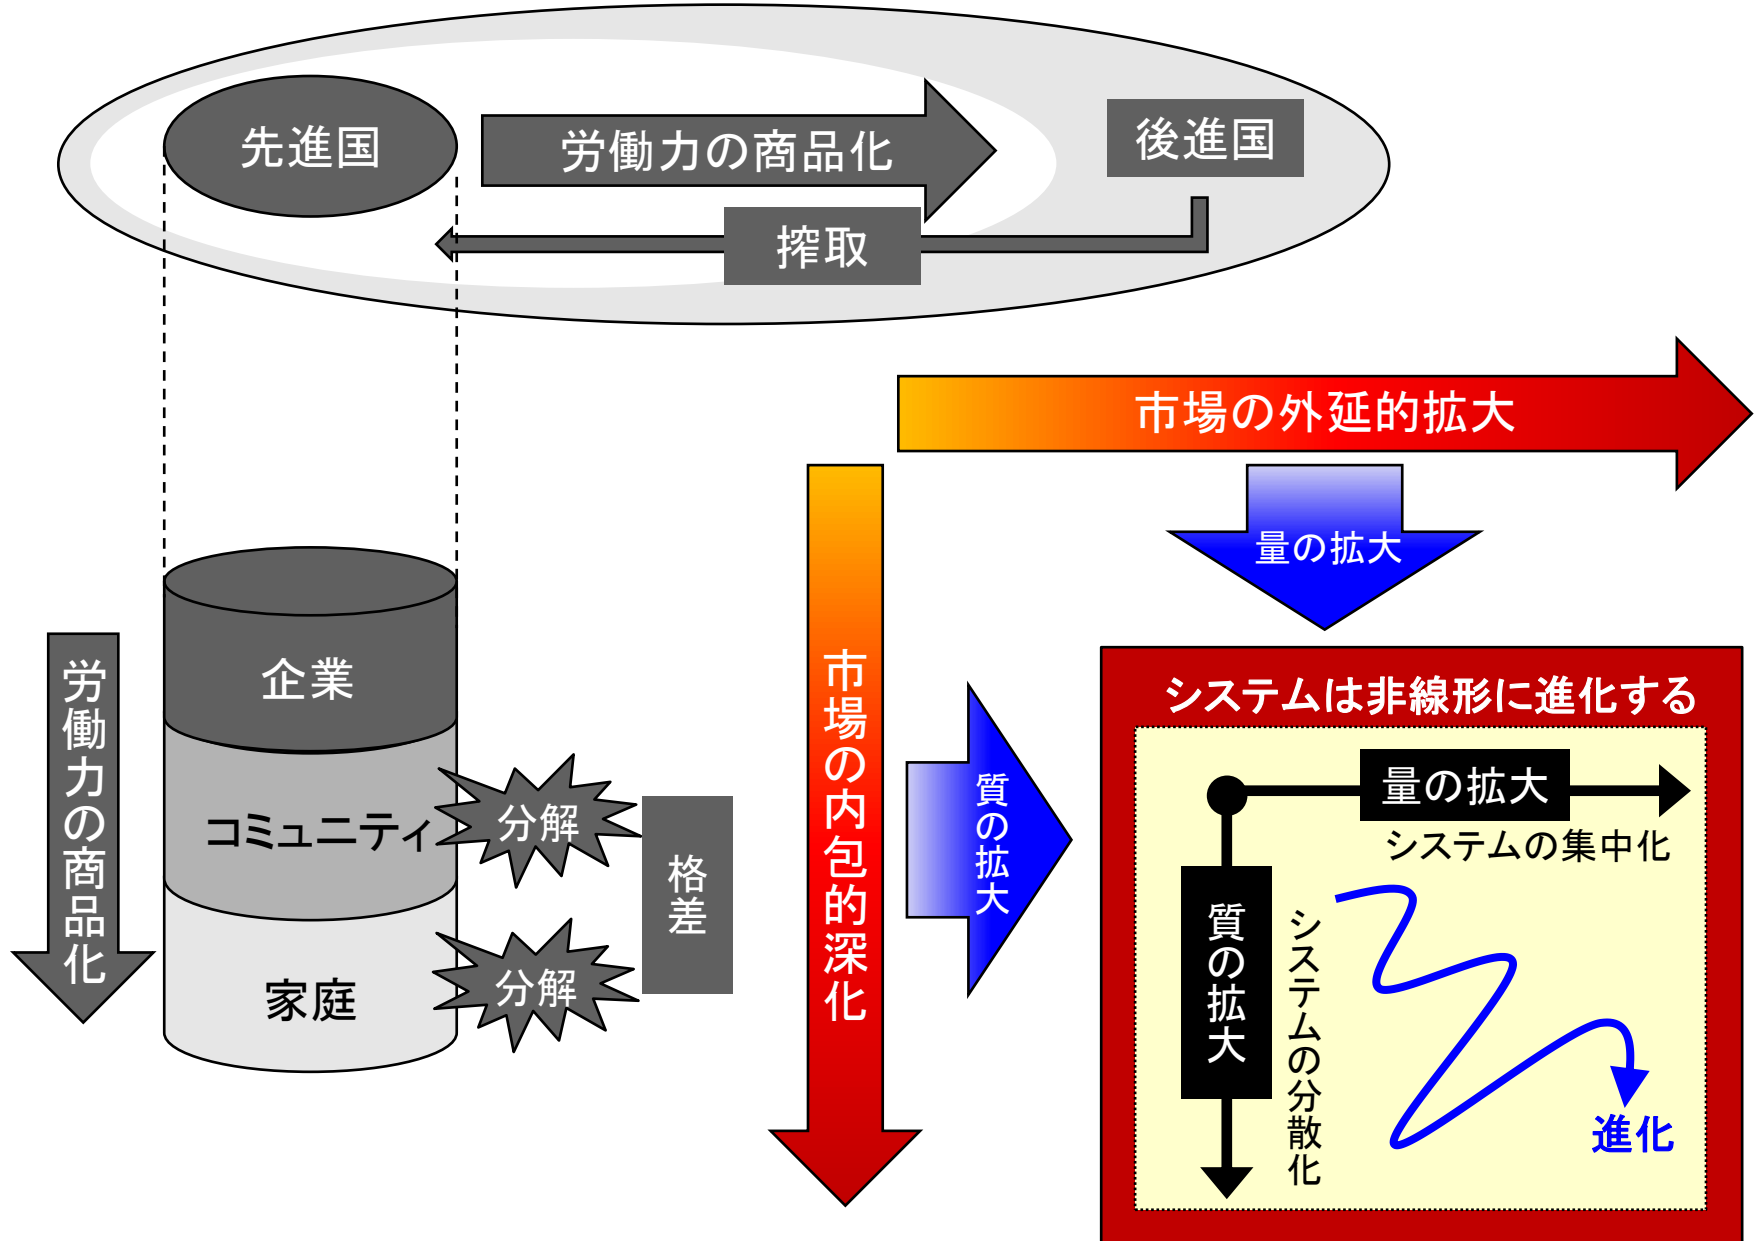 先進国
労働力の商品化
後進国
搾取
市場の外延的拡大
量の拡大
企業
コミュニティ
家庭
労働力の商品化
分解
分解
格差
市場の内包的深化
質の拡大
システムは非線形に進化する
量の拡大
システムの集中化
質の拡大
システムの分散化
進化